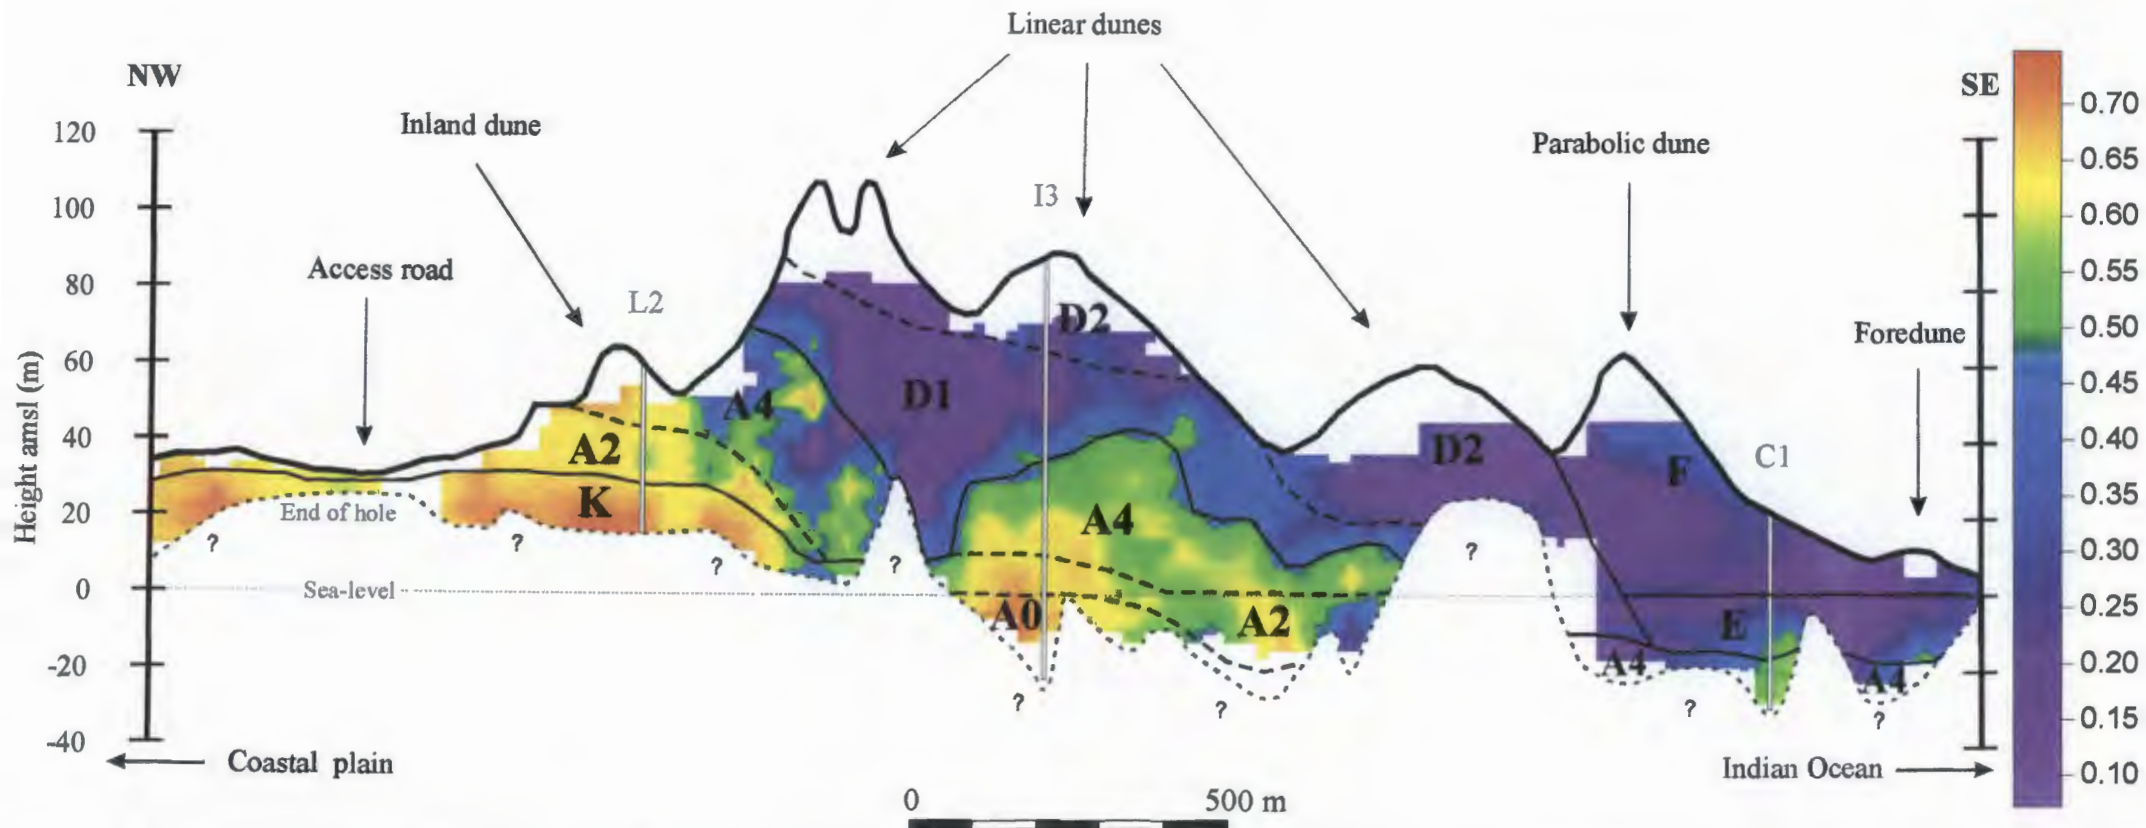 Linear dunes
NW
SE
Inland dune
Parabolic dune
Access road
Foredune
L2
I3
C1
Height amsl (m)
120
100
80
60
40
20
0
-20
-40
0.70
0.65
0.60
0.55
0.50
0.45
0.40
0.35
0.30
0.25
0.20
0.15
0.10
D2
D1
A4
A2
K
D2
F
A4
A0
A2
E
A4
A4
End of hole
Sea-level
?
?
?
?
?
?
?
?
?
Coastal plain
Indian Ocean
0 500 m